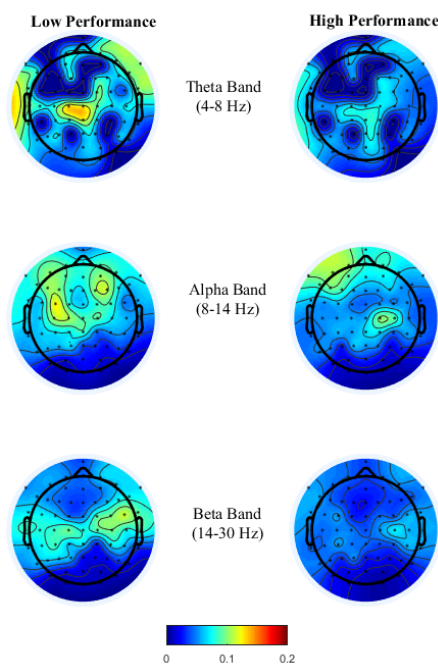 Low Performance
High Performance
Theta Band
(4-8 Hz)
Alpha Band
(8-14 Hz)
Beta Band
(14-30 Hz)
0
0.1
0.2